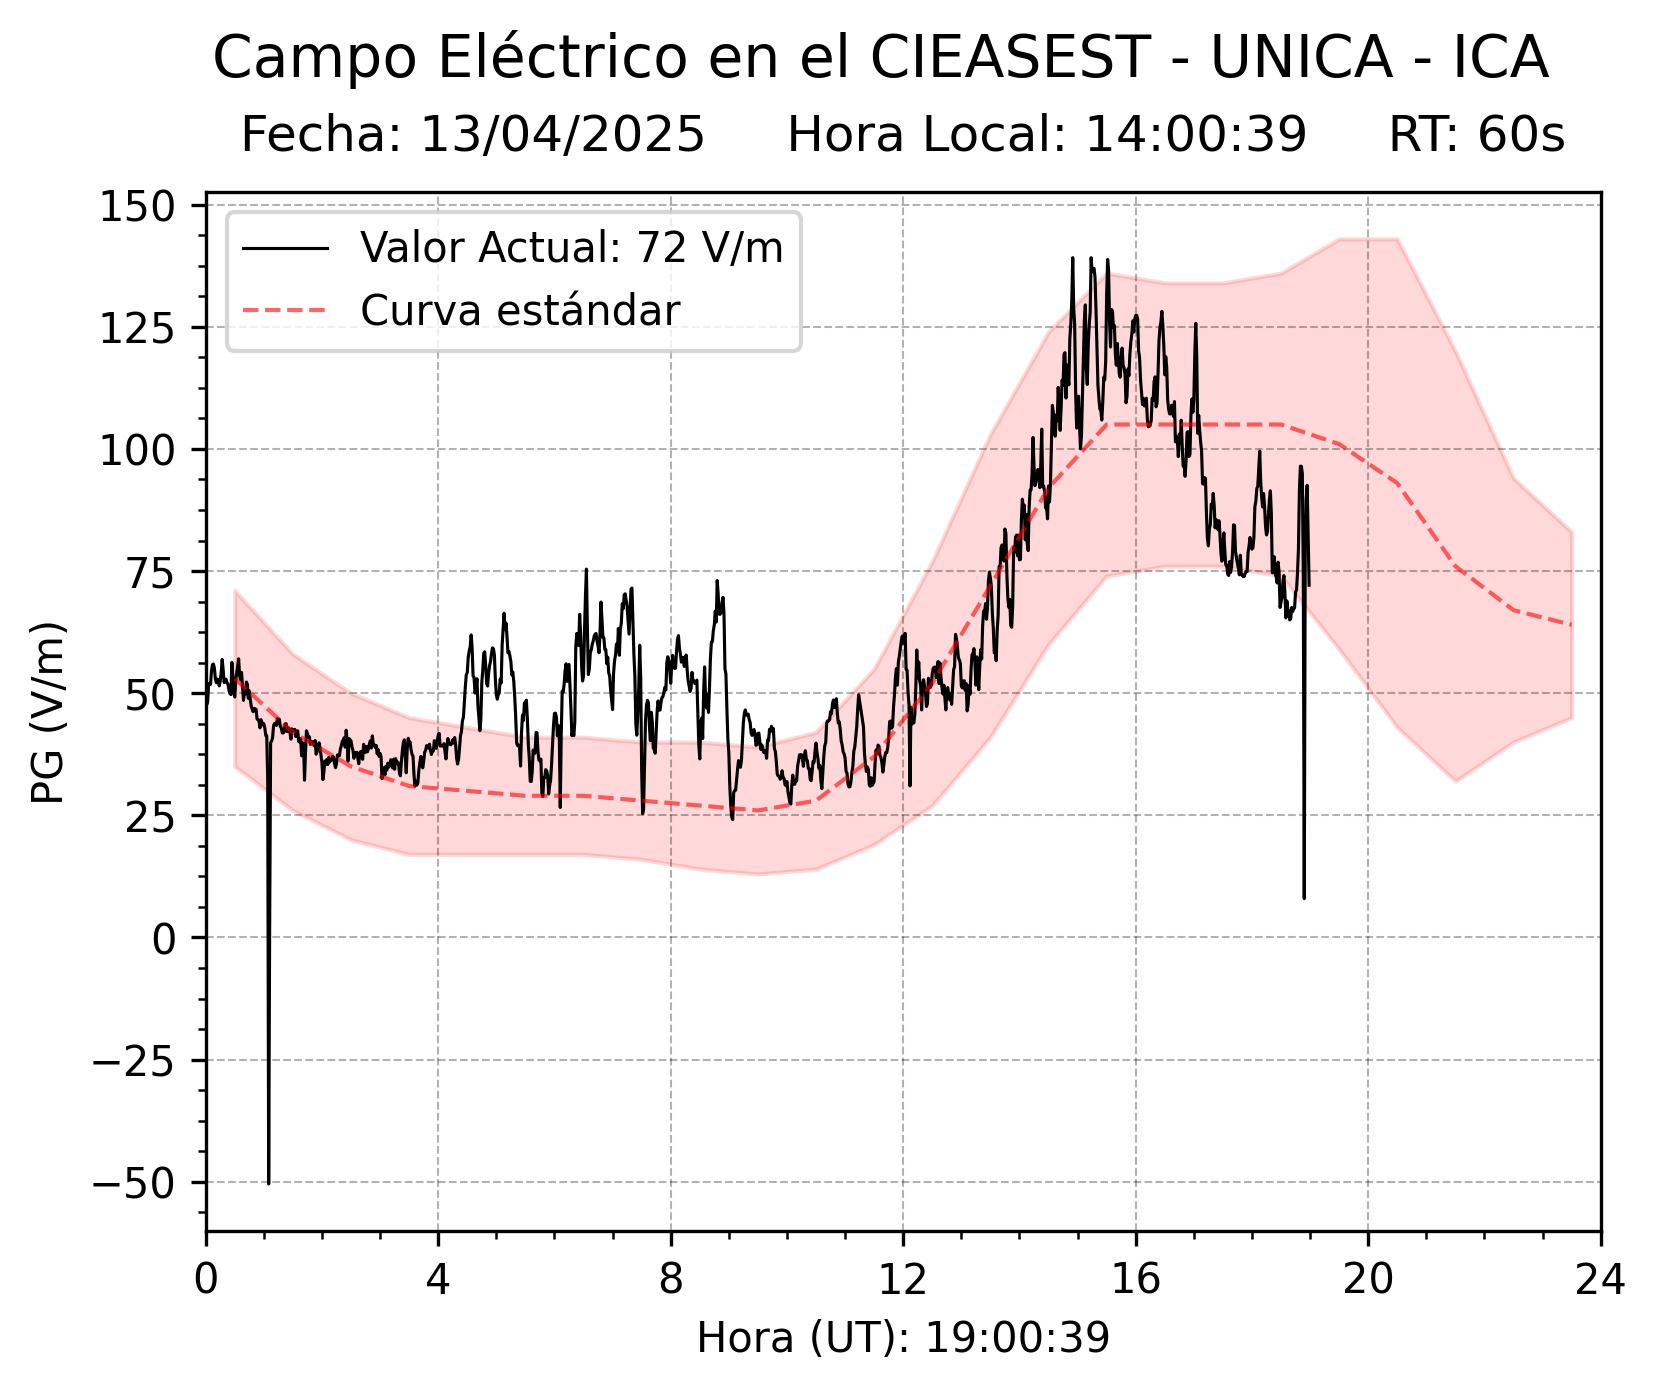 Campo Eléctrico en el CIEASEST - UNICA - ICA
Fecha: 13/04/2025 Hora Local: 14:00:39 RT: 60s
Valor Actual: 72 V/m
Curva estándar
PG (V/m)
150
125
100
75
50
25
0
−25
−50
0 4 8 12 16 20 24
Hora (UT): 19:00:39